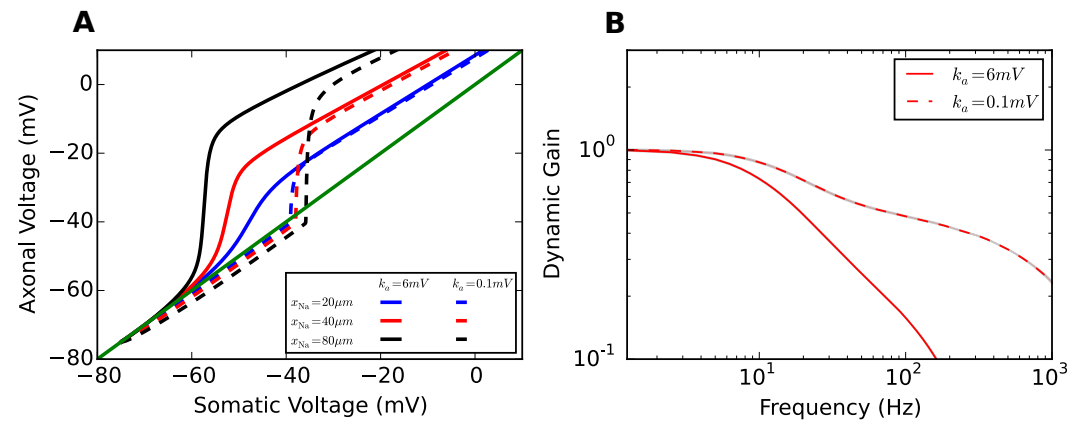 A
Axonal Voltage (mV)
0
−20
−40
−60
−80
−80 −60 −40 −20 0
Somatic Voltage (mV)
k_a=6mV k_a=0.1mV
x_Na=20μm
x_Na=40μm
x_Na=80μm
B
Dynamic Gain
10^0
10^-1
10^1 10^2 10^3
Frequency (Hz)
k_a=6mV
k_a=0.1mV